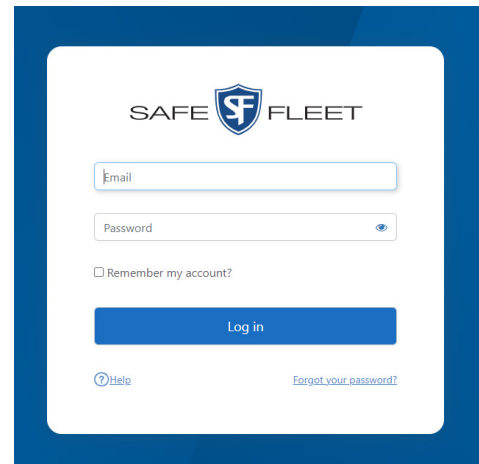 SAFE SF FLEET
Email
Password
Remember my account?
Log in
?Help Forgot your password?